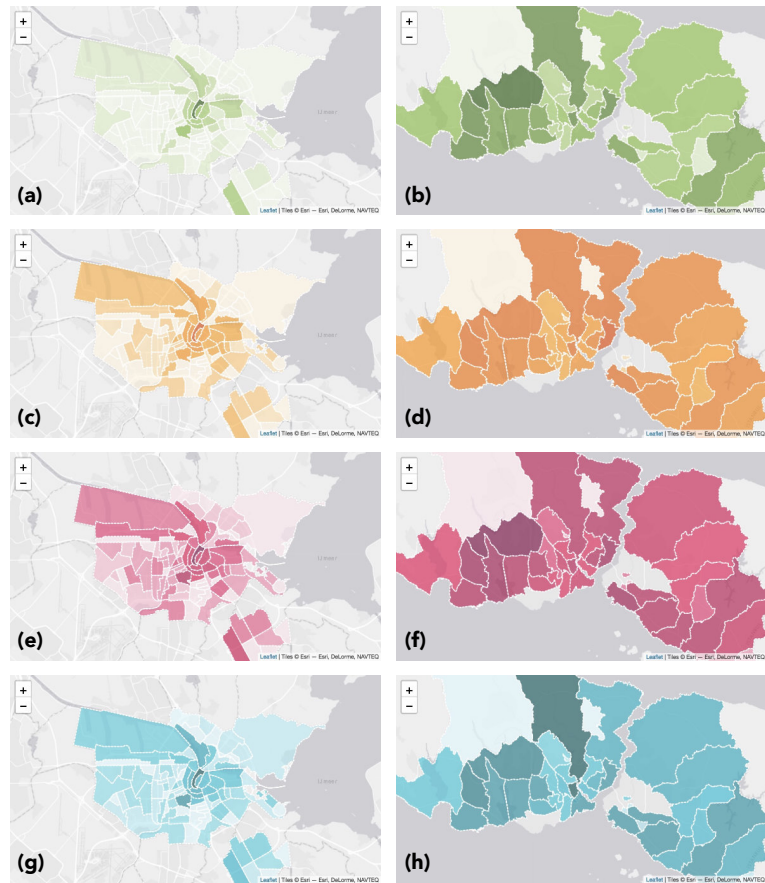 +
−
(a)
Leaflet | Tiles © Esri — Esri, DeLorme, NAVTEQ
+
−
(b)
Leaflet | Tiles © Esri — Esri, DeLorme, NAVTEQ
+
−
(c)
Leaflet | Tiles © Esri — Esri, DeLorme, NAVTEQ
+
−
(d)
Leaflet | Tiles © Esri — Esri, DeLorme, NAVTEQ
+
−
(e)
Leaflet | Tiles © Esri — Esri, DeLorme, NAVTEQ
+
−
(f)
Leaflet | Tiles © Esri — Esri, DeLorme, NAVTEQ
+
−
(g)
Leaflet | Tiles © Esri — Esri, DeLorme, NAVTEQ
+
−
(h)
Leaflet | Tiles © Esri — Esri, DeLorme, NAVTEQ